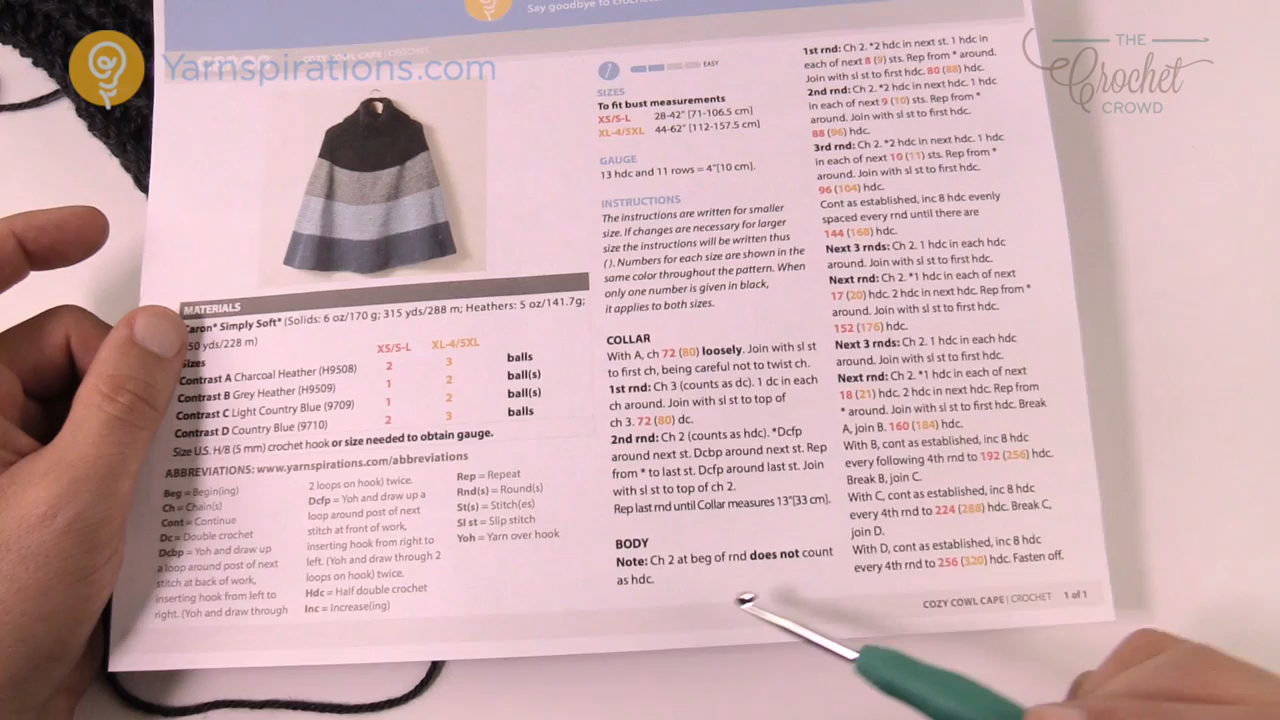 Say goodbye to
Yarnspirations.com
THE
Crochet
CROWD
COZY COWL CAPE | CROCHET
MATERIALS
Caron® Simply Soft® (Solids: 6 oz/170 g; 315 yds/288 m; Heathers: 5 oz/141.7g;
50 yds/228 m)
Sizes XS/S-L XL-4/5XL
Contrast A Charcoal Heather (H9508) 2 3 balls
Contrast B Grey Heather (H9509) 1 2 ball(s)
Contrast C Light Country Blue (9709) 1 2 ball(s)
Contrast D Country Blue (9710) 2 3 balls
Size U.S. H/8 (5 mm) crochet hook or size needed to obtain gauge.
ABBREVIATIONS: www.yarnspirations.com/abbreviations
Beg = Begin(ing)
Ch = Chain(s)
Cont = Continue
Dc = Double crochet
Dcbp = Yoh and draw up
a loop around post of next
stitch at back of work,
inserting hook from left to
right. (Yoh and draw through
2 loops on hook) twice.
Dcfp = Yoh and draw up a
loop around post of next
stitch at front of work,
inserting hook from right to
left. (Yoh and draw through 2
loops on hook) twice.
Hdc = Half double crochet
Inc = Increase(ing)
Rep = Repeat
Rnd(s) = Round(s)
St(s) = Stitch(es)
Sl st = Slip stitch
Yoh = Yarn over hook
EASY
SIZES
To fit bust measurements
XS/S-L 28-42" [71-106.5 cm]
XL-4/5XL 44-62" [112-157.5 cm]
GAUGE
13 hdc and 11 rows = 4" [10 cm].
INSTRUCTIONS
The instructions are written for smaller
size. If changes are necessary for larger
size the instructions will be written thus
( ). Numbers for each size are shown in the
same color throughout the pattern. When
only one number is given in black,
it applies to both sizes.
COLLAR
With A, ch 72 (80) loosely. Join with sl st
to first ch, being careful not to twist ch.
1st rnd: Ch 3 (counts as dc). 1 dc in each
ch around. Join with sl st to top of
ch 3. 72 (80) dc.
2nd rnd: Ch 2 (counts as hdc). *Dcfp
around next st. Dcbp around next st. Rep
from * to last st. Dcfp around last st. Join
with sl st to top of ch 2.
Rep last rnd until Collar measures 13" [33 cm].
BODY
Note: Ch 2 at beg of rnd does not count
as hdc.
1st rnd: Ch 2. *2 hdc in next st. 1 hdc in
each of next 8 (9) sts. Rep from * around.
Join with sl st to first hdc. 80 (88) hdc.
2nd rnd: Ch 2. *2 hdc in next hdc. 1 hdc
in each of next 9 (10) sts. Rep from *
around. Join with sl st to first hdc.
88 (96) hdc.
3rd rnd: Ch 2. *2 hdc in next hdc. 1 hdc
in each of next 10 (11) sts. Rep from *
around. Join with sl st to first hdc.
96 (104) hdc.
Cont as established, inc 8 hdc evenly
spaced every rnd until there are
144 (168) hdc.
Next 3 rnds: Ch 2. 1 hdc in each hdc
around. Join with sl st to first hdc.
Next rnd: Ch 2. *1 hdc in each of next
17 (20) hdc. 2 hdc in next hdc. Rep from *
around. Join with sl st to first hdc.
152 (176) hdc.
Next 3 rnds: Ch 2. 1 hdc in each hdc
around. Join with sl st to first hdc.
Next rnd: Ch 2. *1 hdc in each of next
18 (21) hdc, 2 hdc in next hdc. Rep from
* around. Join with sl st to first hdc. Break
A, join B. 160 (184) hdc.
With B, cont as established, inc 8 hdc
every following 4th rnd to 192 (256) hdc.
Break B, join C.
With C, cont as established, inc 8 hdc
every 4th rnd to 224 (288) hdc. Break C,
join D.
With D, cont as established, inc 8 hdc
every 4th rnd to 256 (320) hdc. Fasten off.
COZY COWL CAPE | CROCHET 1 of 1